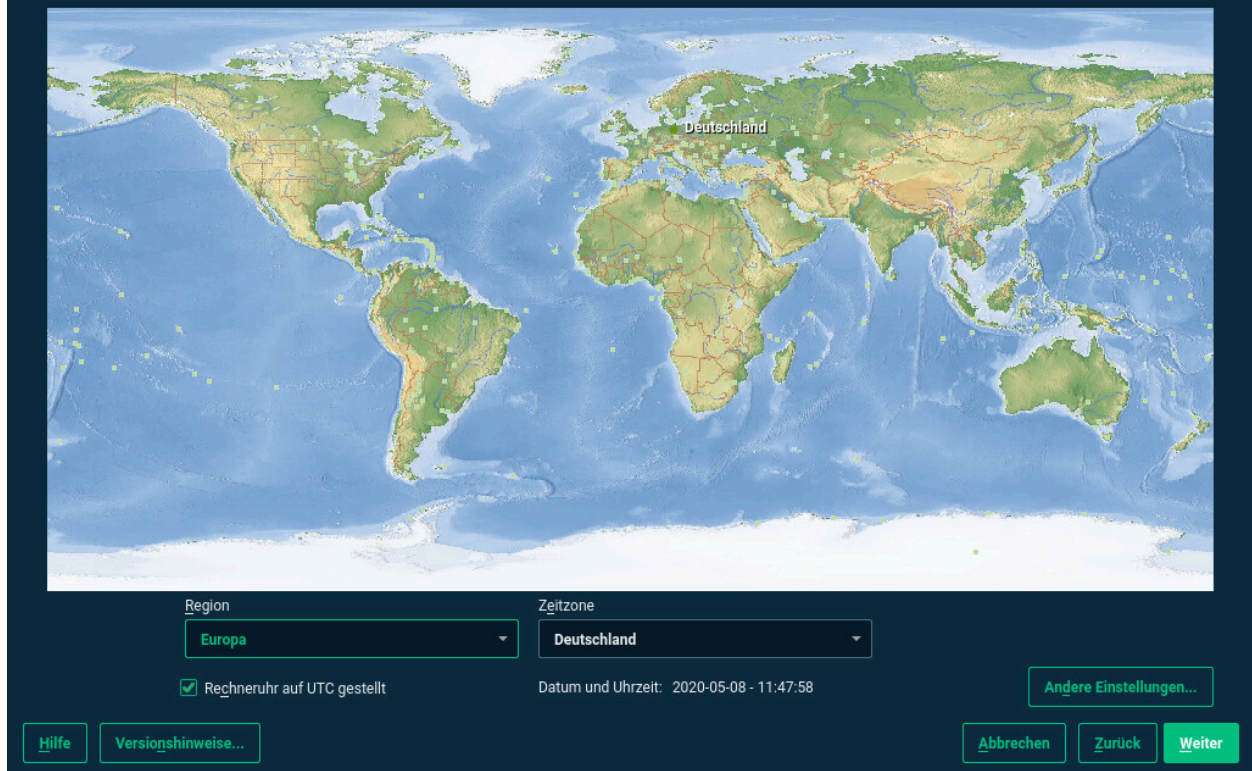 Deutschland
Region
Zeitzone
Europa
Deutschland
Rechneruhr auf UTC gestellt
Datum und Uhrzeit: 2020-05-08 - 11:47:58
Andere Einstellungen...
Hilfe
Versionshinweise...
Abbrechen
Zurück
Weiter